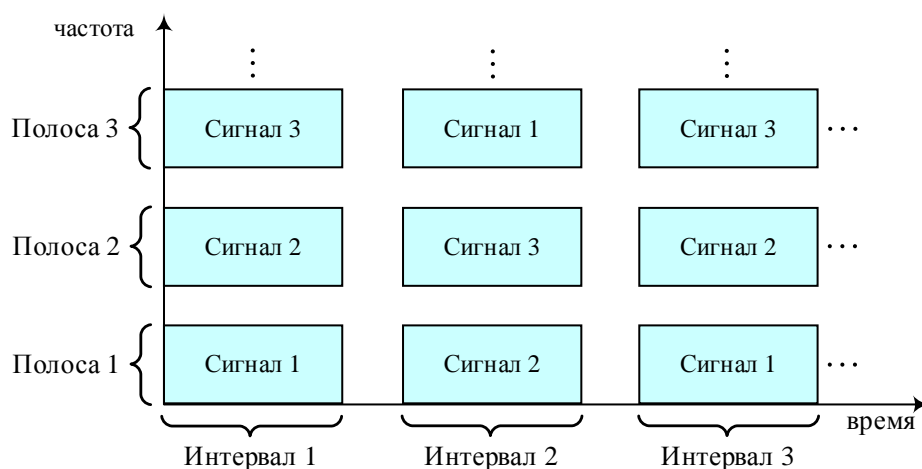 частота
Полоса 3
Сигнал 3
Сигнал 1
Сигнал 3
Полоса 2
Сигнал 2
Сигнал 3
Сигнал 2
Полоса 1
Сигнал 1
Сигнал 2
Сигнал 1
время
Интервал 1
Интервал 2
Интервал 3